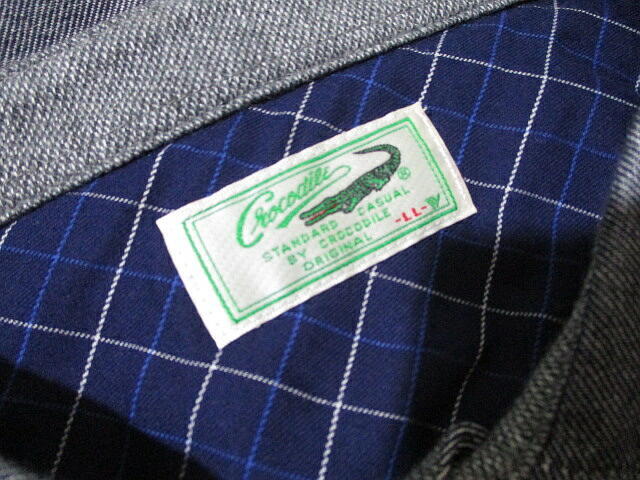 Crocodile ®
STANDARD CASUAL
BY CROCODILE -LL-
ORIGINAL